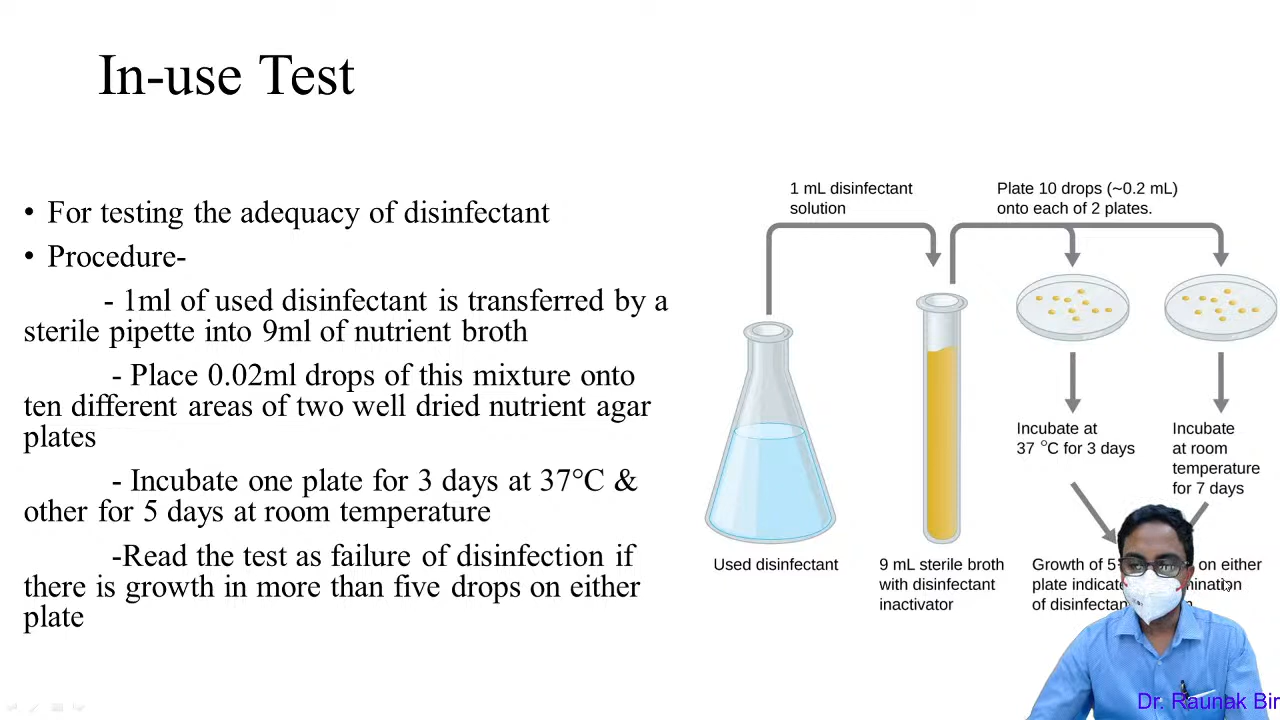 In-use Test
• For testing the adequacy of disinfectant
• Procedure-
- 1ml of used disinfectant is transferred by a
sterile pipette into 9ml of nutrient broth
- Place 0.02ml drops of this mixture onto
ten different areas of two well dried nutrient agar
plates
- Incubate one plate for 3 days at 37°C &
other for 5 days at room temperature
-Read the test as failure of disinfection if
there is growth in more than five drops on either
plate
1 mL disinfectant
solution
Plate 10 drops (~0.2 mL)
onto each of 2 plates.
Incubate at
37 °C for 3 days
Incubate
at room
temperature
for 7 days
Used disinfectant
9 mL sterile broth
with disinfectant
inactivator
Growth of 5 on either
plate
of
Dr. Raunak